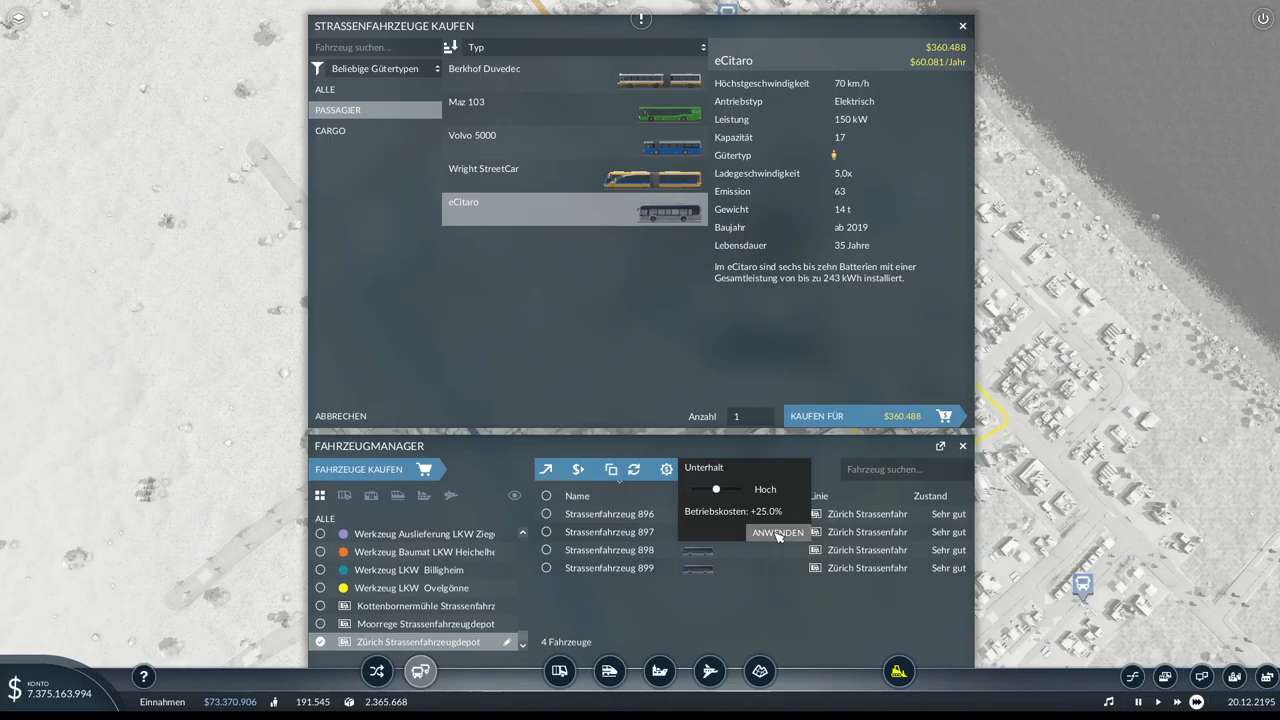 STRASSENFAHRZEUGE KAUFEN
Fahrzeug suchen...
Typ
Beliebige Gütertypen
ALLE
PASSAGIER
CARGO
Berkhof Duvedec
Maz 103
Volvo 5000
Wright StreetCar
eCitaro
$360.488
eCitaro
$60.081/Jahr
Höchstgeschwindigkeit 70 km/h
Antriebstyp Elektrisch
Leistung 150 kW
Kapazität 17
Gütertyp
Ladegeschwindigkeit 5,0x
Emission 63
Gewicht 14 t
Baujahr ab 2019
Lebensdauer 35 Jahre
Im eCitaro sind sechs bis zehn Batterien mit einer
Gesamtleistung von bis zu 243 kWh installiert.
ABBRECHEN
Anzahl 1
KAUFEN FÜR $360.488
FAHRZEUGMANAGER
FAHRZEUGE KAUFEN
Fahrzeug suchen...
Unterhalt
Hoch
Betriebskosten: +25.0%
ANWENDEN
ALLE
Werkzeug Auslieferung LKW Zieg
Werkzeug Baumat LKW Heichelhe
Werkzeug LKW Billigheim
Werkzeug LKW Ovelgönne
Kottenbornermühle Strassenfahrz
Moorrege Strassenfahrzeugdepot
Zürich Strassenfahrzeugdepot
Name Linie Zustand
Strassenfahrzeug 896 Zürich Strassenfahr Sehr gut
Strassenfahrzeug 897 Zürich Strassenfahr Sehr gut
Strassenfahrzeug 898 Zürich Strassenfahr Sehr gut
Strassenfahrzeug 899 Zürich Strassenfahr Sehr gut
4 Fahrzeuge
KONTO
7.375.163.994
?
Einnahmen $73.370.906 191.545 2.365.668
20.12.2195